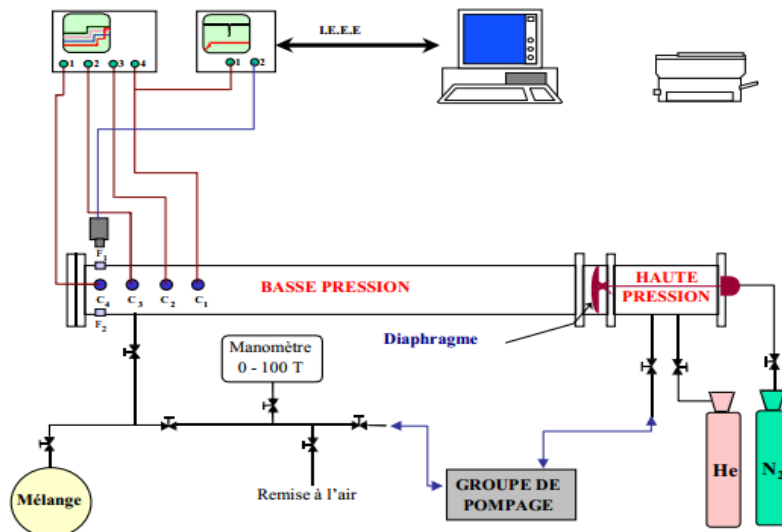 I.E.E.E
1 2 3 4
1 2
F1
C4 C3 C2 C1
F2
BASSE PRESSION
HAUTE
PRESSION
Diaphragme
Manomètre
0 - 100 T
Mélange
Remise à l'air
GROUPE DE
POMPAGE
He
N2